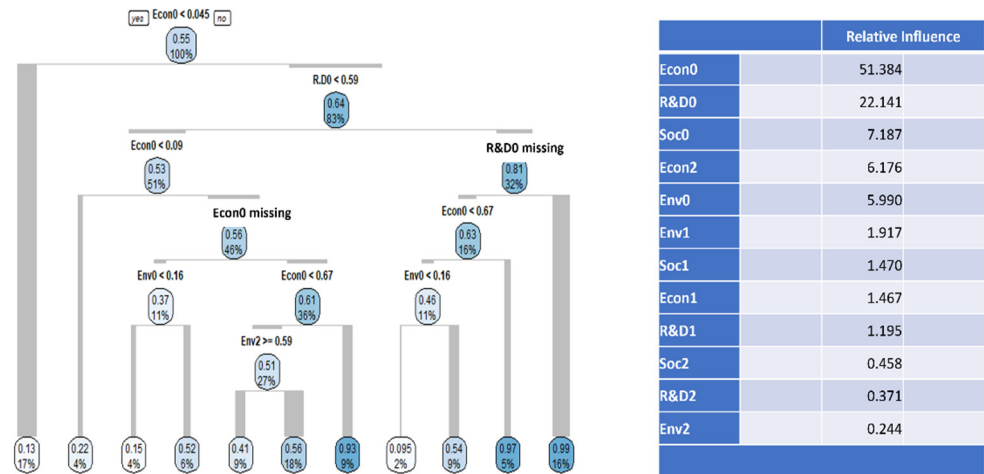 yes Econ0 < 0.045 no
0.55
100%
R.D0 < 0.59
0.64
83%
Econ0 < 0.09
R&D0 missing
0.53
51%
0.81
32%
Econ0 missing
Econ0 < 0.67
0.56
46%
0.63
16%
Env0 < 0.16
Econ0 < 0.67
Env0 < 0.16
0.37
11%
0.61
36%
0.46
11%
Env2 >= 0.59
0.51
27%
0.13
17%
0.22
4%
0.15
4%
0.52
6%
0.41
9%
0.56
18%
0.93
9%
0.095
2%
0.54
9%
0.97
5%
0.99
16%
Relative Influence
Econ0 51.384
R&D0 22.141
Soc0 7.187
Econ2 6.176
Env0 5.990
Env1 1.917
Soc1 1.470
Econ1 1.467
R&D1 1.195
Soc2 0.458
R&D2 0.371
Env2 0.244